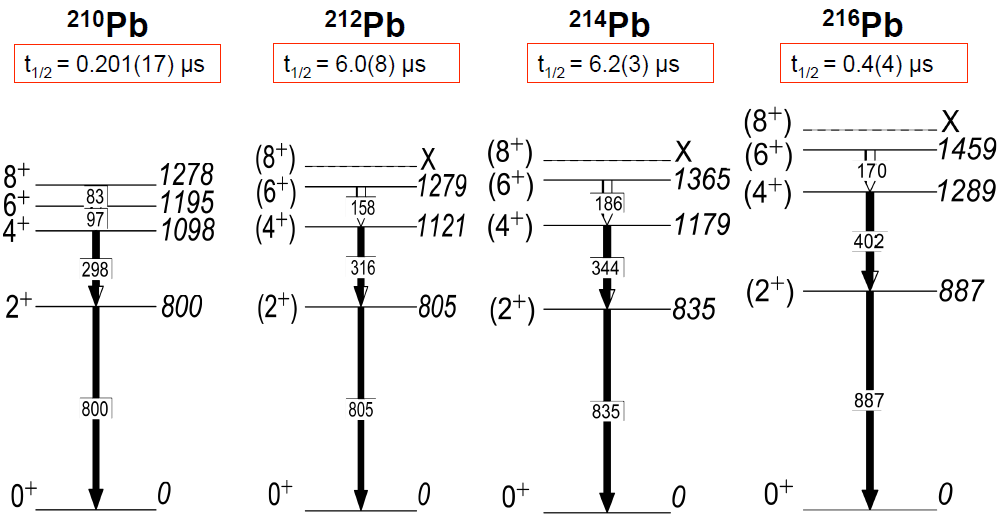 ²¹⁰Pb
t₁/₂ = 0.201(17) μs
8⁺ 1278
83
6⁺ 1195
97
4⁺ 1098
298
2⁺ 800
800
0⁺ 0
²¹²Pb
t₁/₂ = 6.0(8) μs
(8⁺) X
(6⁺) 1279
158
(4⁺) 1121
316
(2⁺) 805
805
0⁺ 0
²¹⁴Pb
t₁/₂ = 6.2(3) μs
(8⁺) X
(6⁺) 1365
186
(4⁺) 1179
344
(2⁺) 835
835
0⁺ 0
²¹⁶Pb
t₁/₂ = 0.4(4) μs
(8⁺) X
(6⁺) 1459
170
(4⁺) 1289
402
(2⁺) 887
887
0⁺ 0